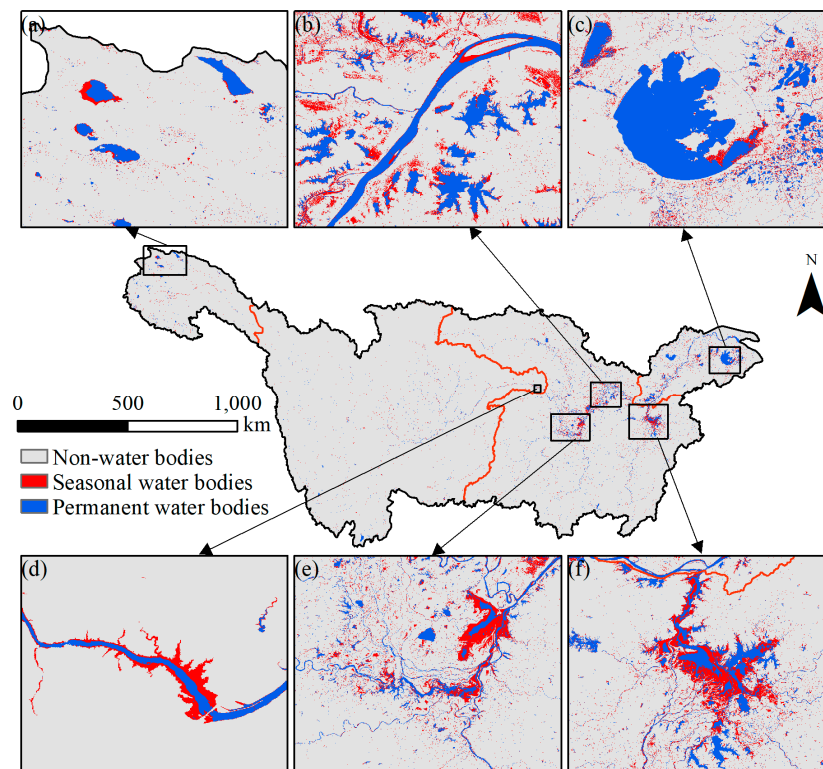 (a)
(b)
(c)
N
0 500 1,000
km
Non-water bodies
Seasonal water bodies
Permanent water bodies
(d)
(e)
(f)